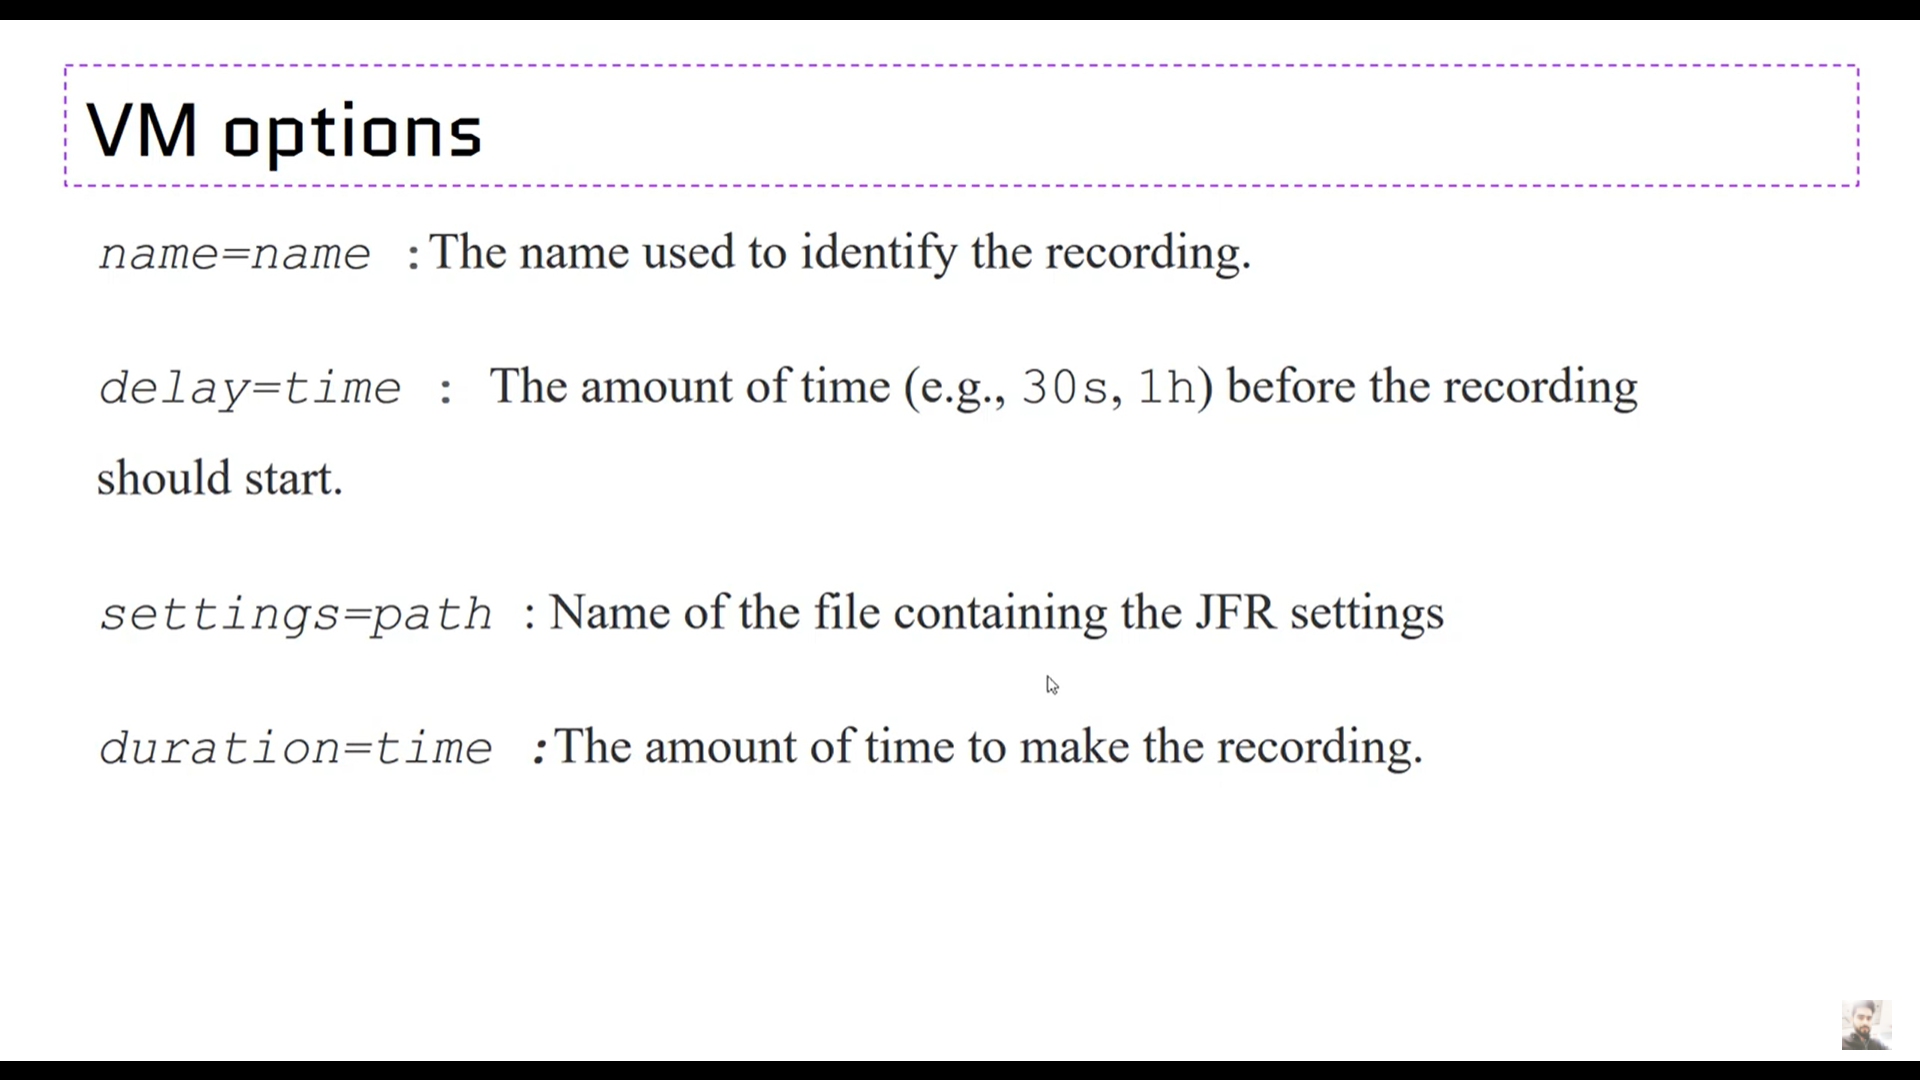 VM options
name=name :The name used to identify the recording.
delay=time : The amount of time (e.g., 30s, 1h) before the recording
should start.
settings=path : Name of the file containing the JFR settings
duration=time :The amount of time to make the recording.